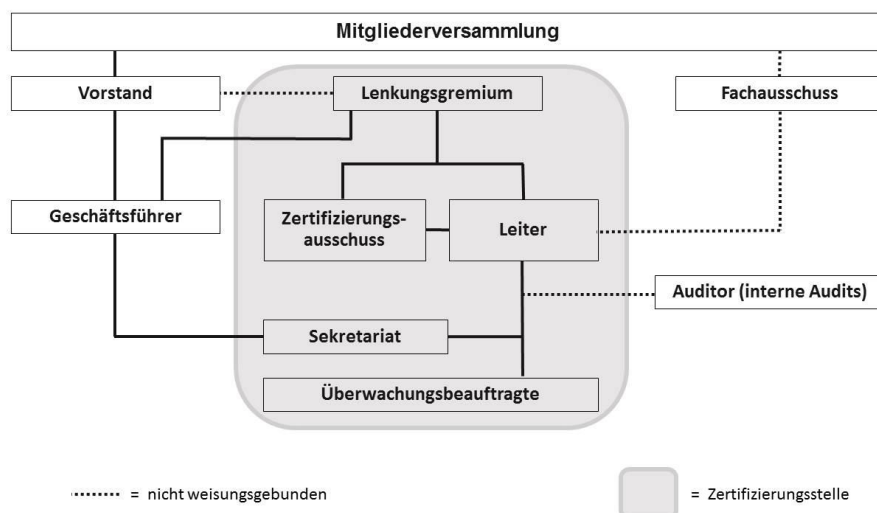 Mitgliederversammlung
Vorstand
Lenkungsgremium
Fachausschuss
Geschäftsführer
Zertifizierungs-
ausschuss
Leiter
Auditor (interne Audits)
Sekretariat
Überwachungsbeauftragte
= nicht weisungsgebunden
= Zertifizierungsstelle